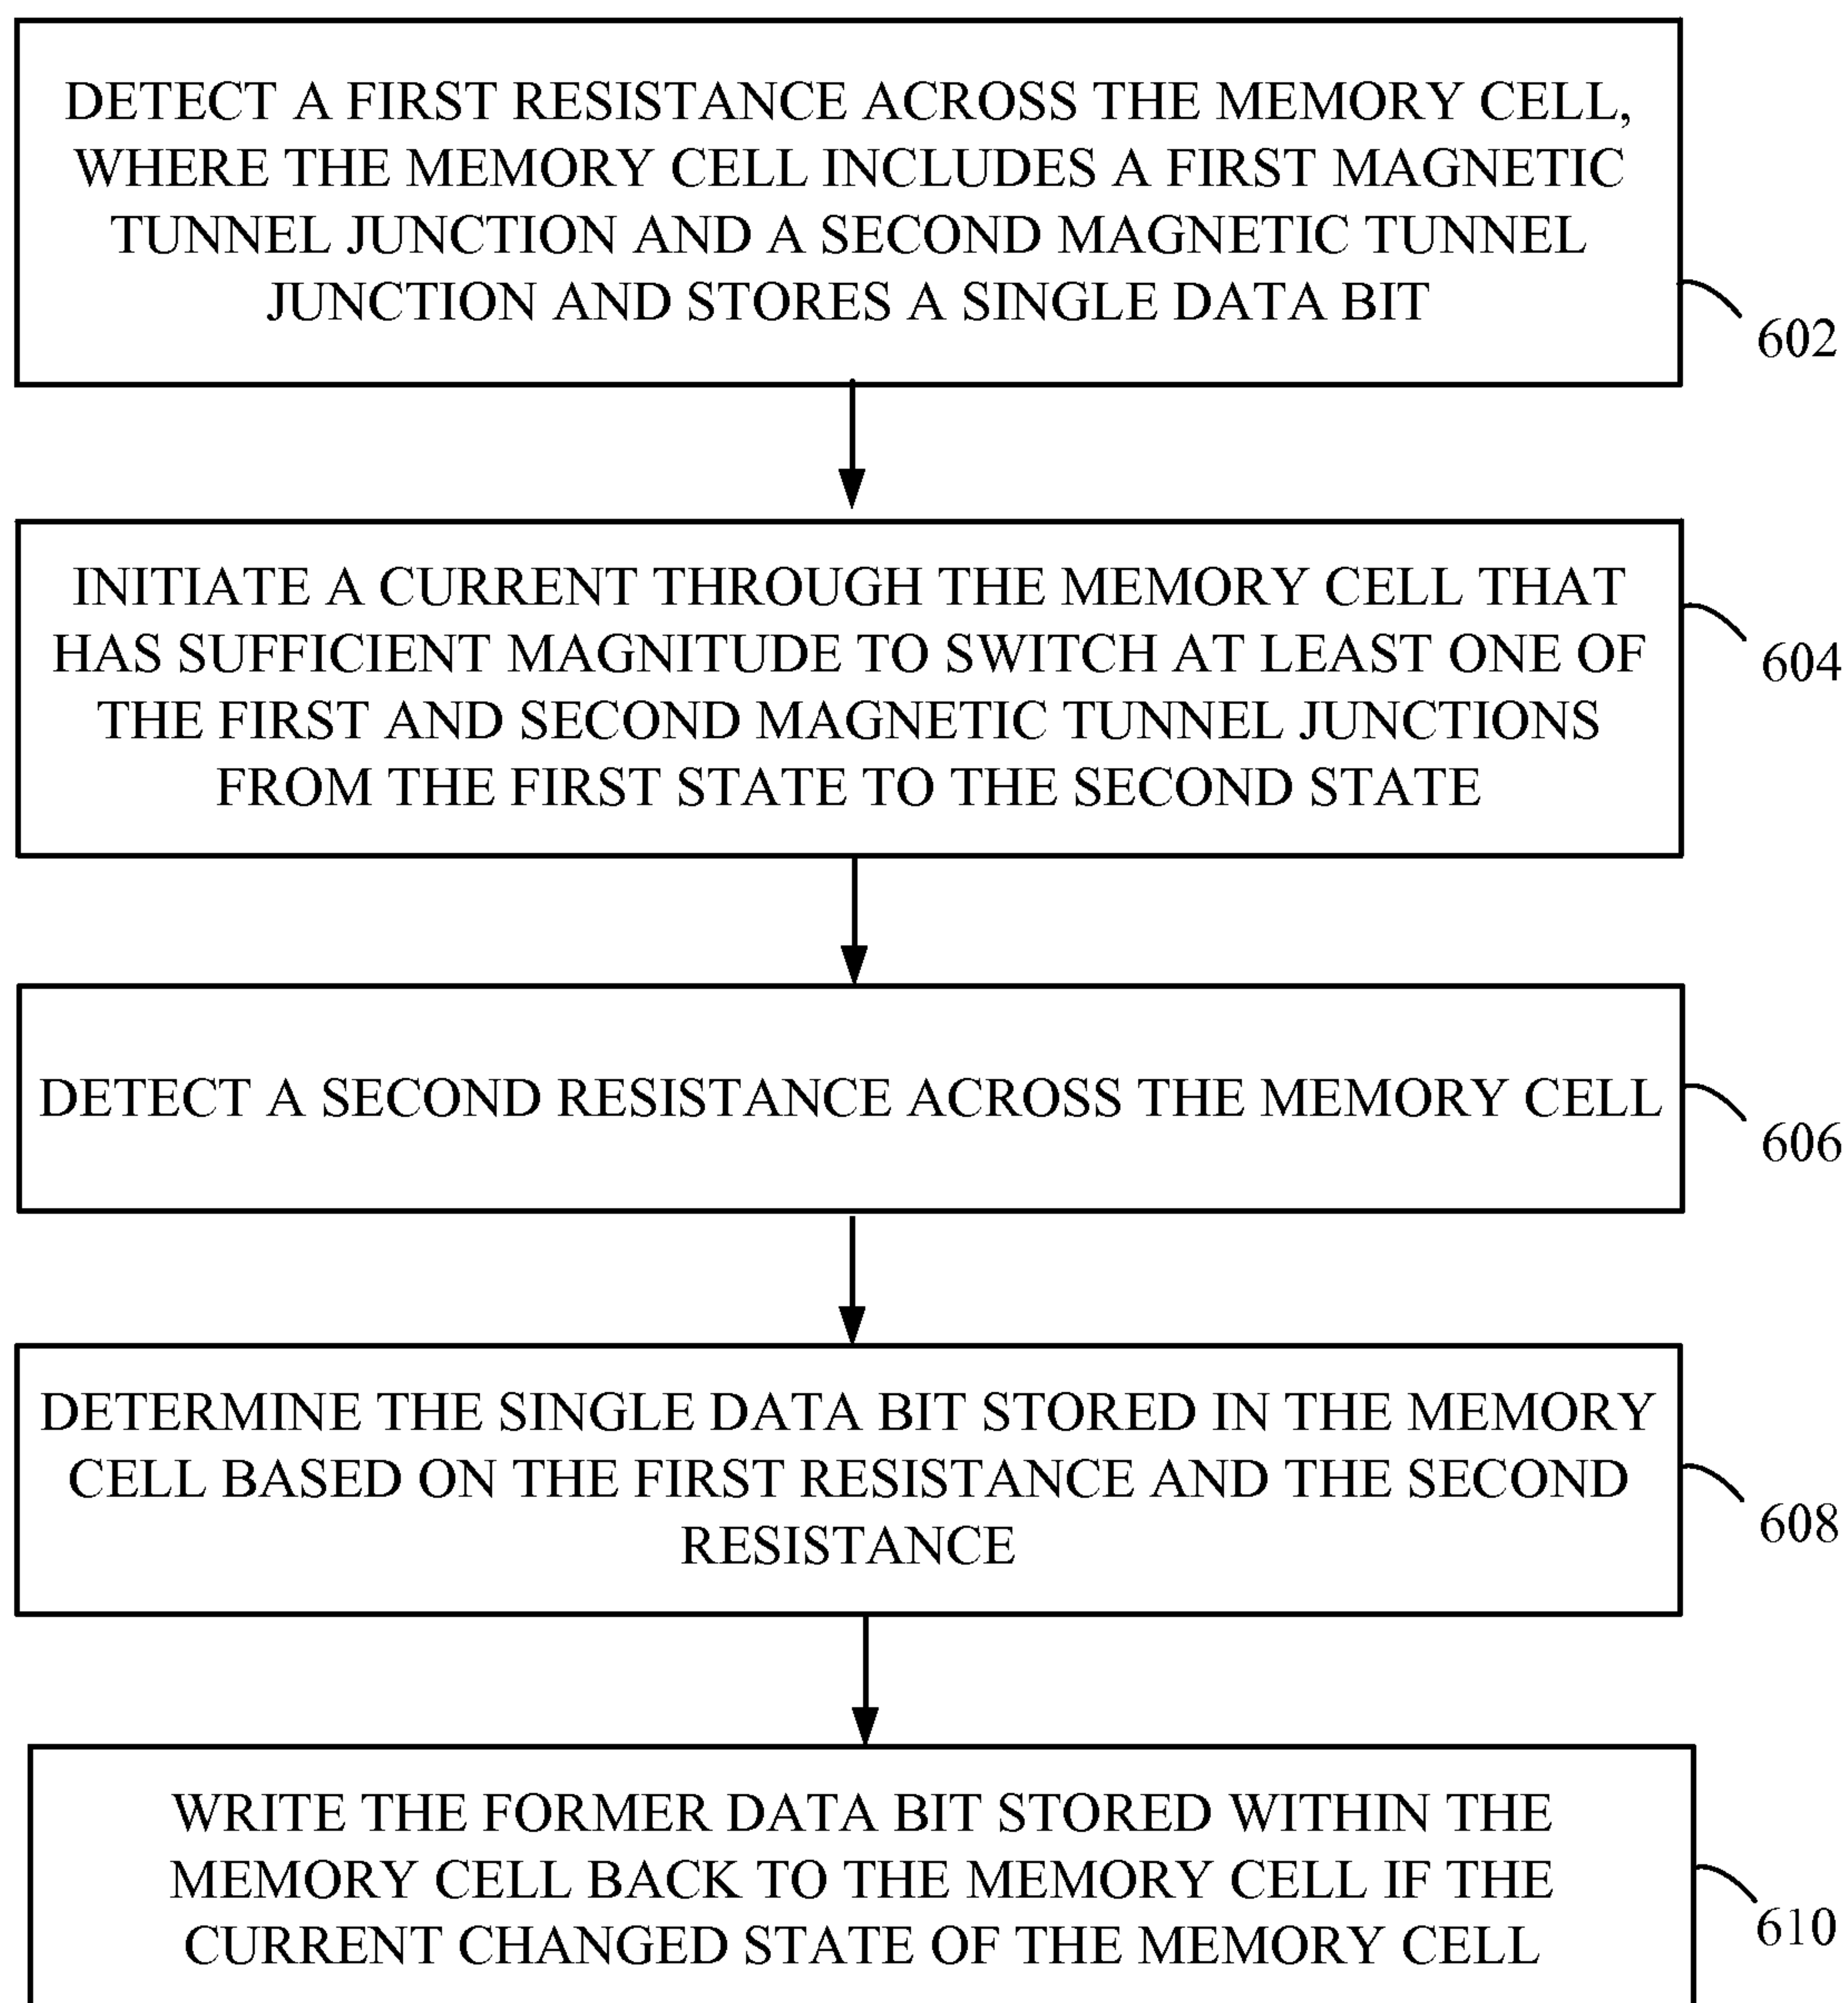 DETECT A FIRST RESISTANCE ACROSS THE MEMORY CELL,
WHERE THE MEMORY CELL INCLUDES A FIRST MAGNETIC
TUNNEL JUNCTION AND A SECOND MAGNETIC TUNNEL
JUNCTION AND STORES A SINGLE DATA BIT
602
INITIATE A CURRENT THROUGH THE MEMORY CELL THAT
HAS SUFFICIENT MAGNITUDE TO SWITCH AT LEAST ONE OF
THE FIRST AND SECOND MAGNETIC TUNNEL JUNCTIONS
FROM THE FIRST STATE TO THE SECOND STATE
604
DETECT A SECOND RESISTANCE ACROSS THE MEMORY CELL
606
DETERMINE THE SINGLE DATA BIT STORED IN THE MEMORY
CELL BASED ON THE FIRST RESISTANCE AND THE SECOND
RESISTANCE
608
WRITE THE FORMER DATA BIT STORED WITHIN THE
MEMORY CELL BACK TO THE MEMORY CELL IF THE
CURRENT CHANGED STATE OF THE MEMORY CELL
610